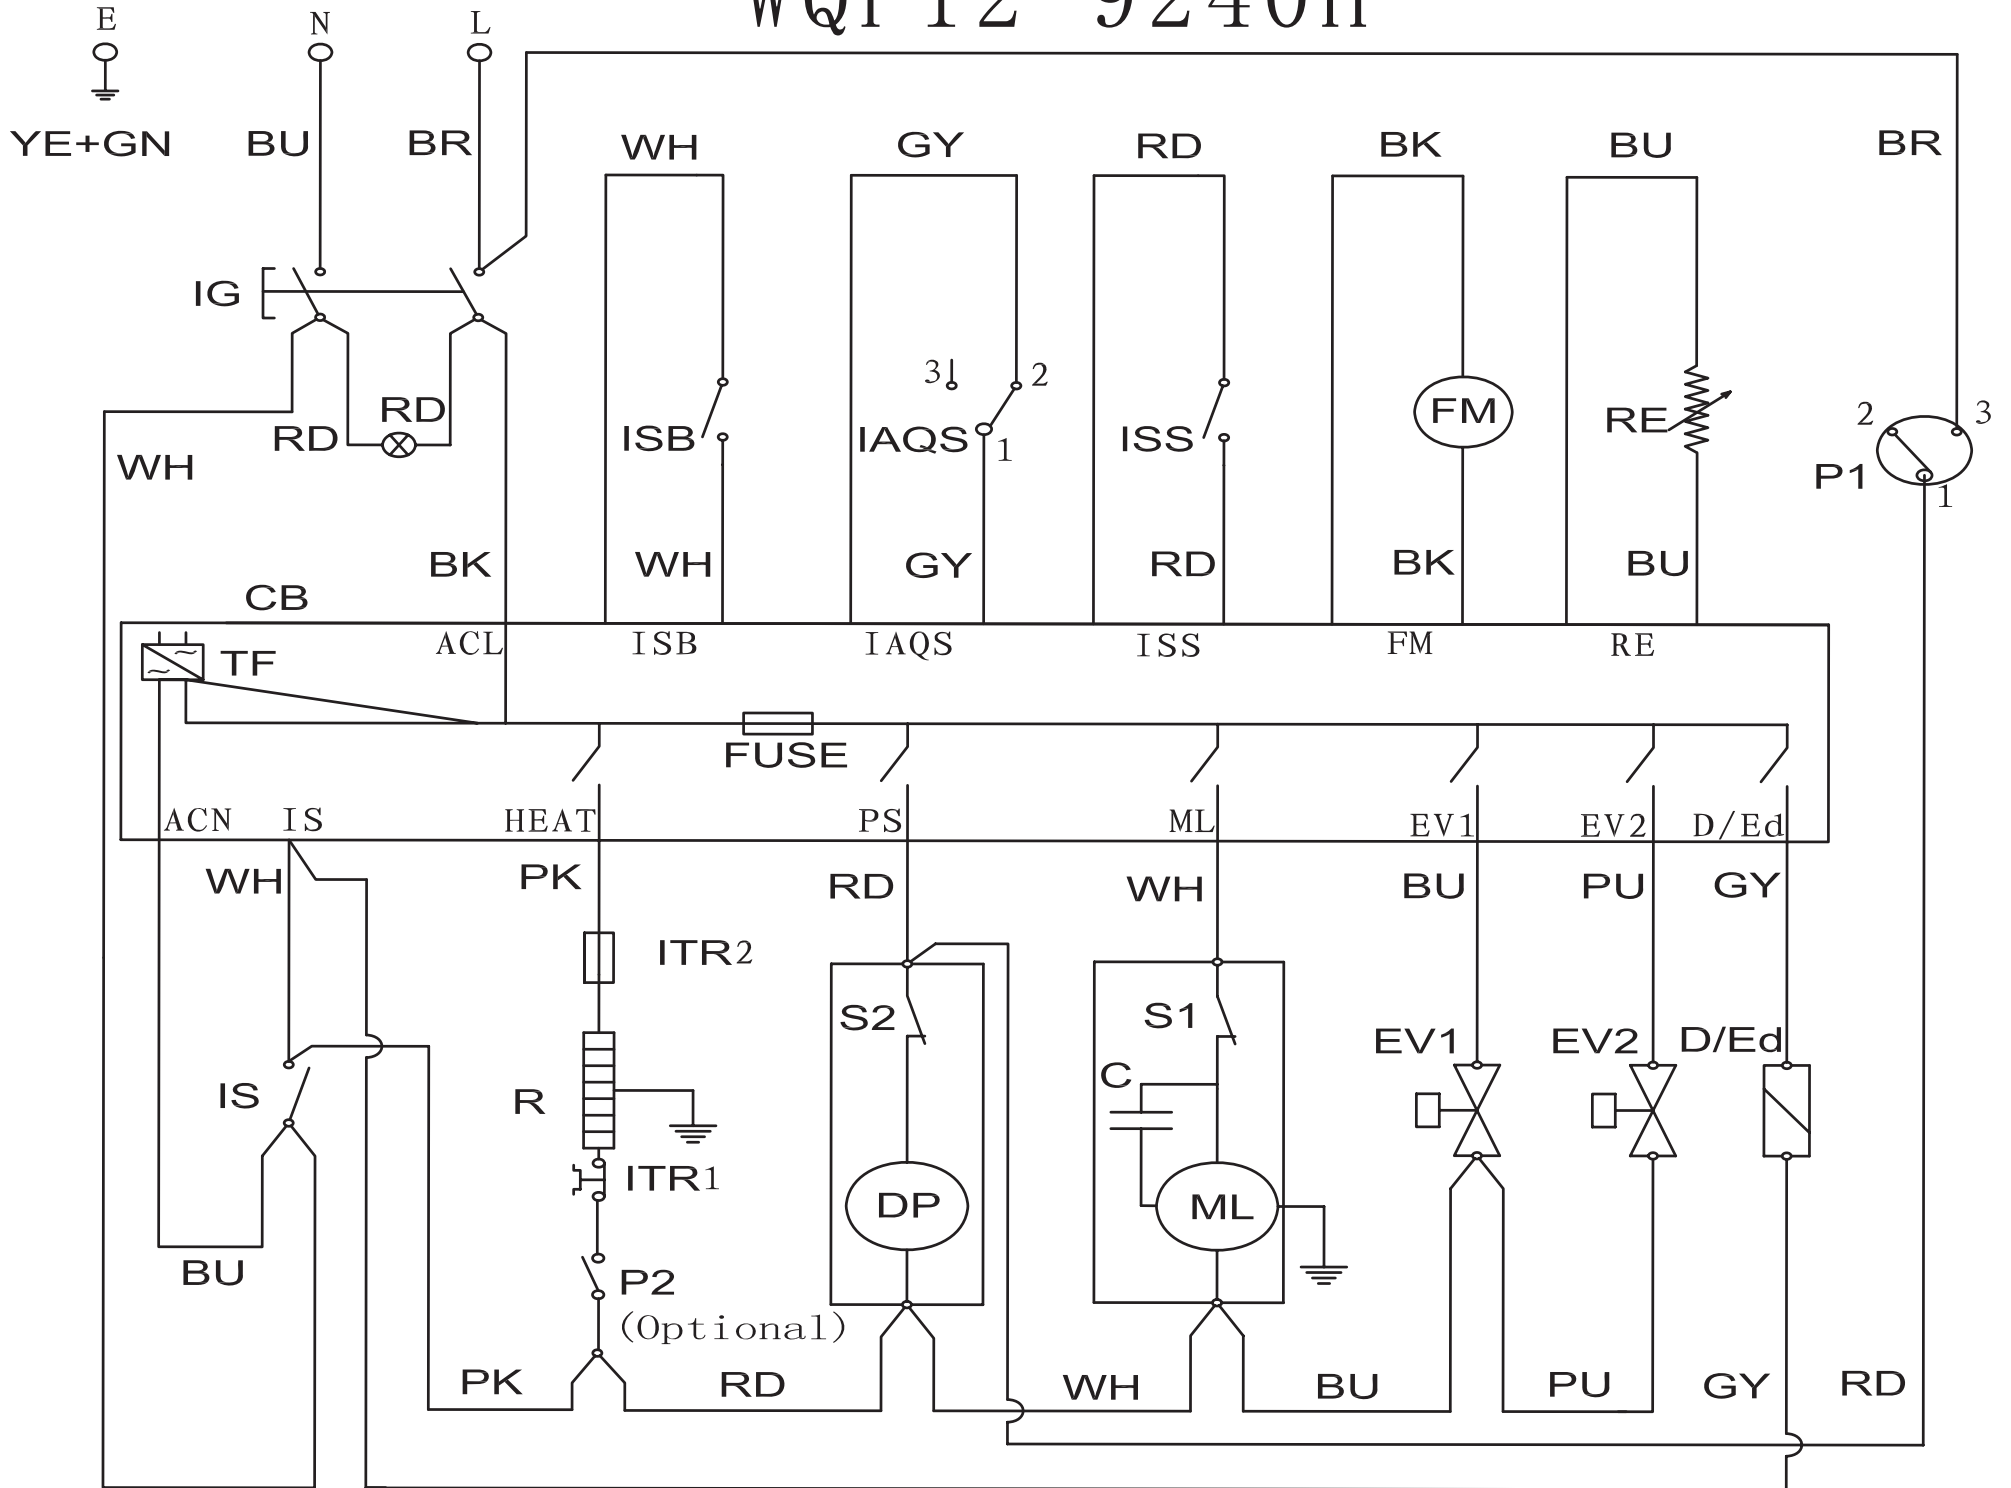 WQP12-9240H
E N L
YE+GN BU BR WH GY RD BK BU BR
IG
3 2
RD RD ISB IAQS 1 ISS FM RE 2 3
WH P1 1
BK WH GY RD BK BU
CB
TF ACL ISB IAQS ISS FM RE
FUSE
ACN IS HEAT PS ML EV1 EV2 D/Ed
WH PK RD WH BU PU GY
ITR2
S2 S1 EV1 EV2 D/Ed
IS R C
ITR1 DP ML
BU P2
(Optional)
PK RD WH BU PU GY RD